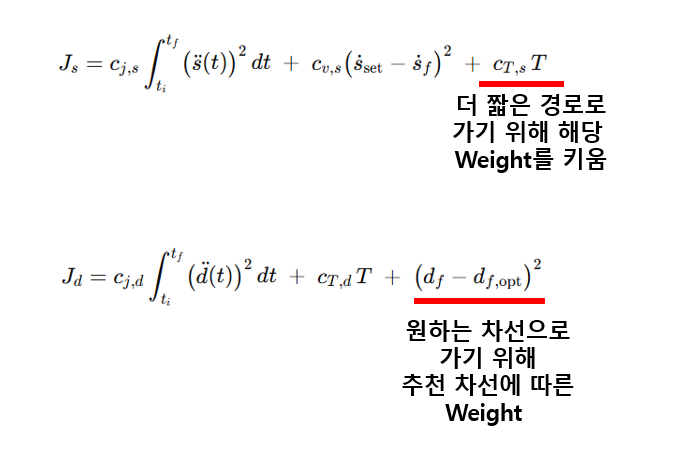 J_s = c_{j,s} ∫_{t_i}^{t_f} (s̈(t))² dt + c_{v,s}(ṡ_set − ṡ_f)² + c_{T,s} T
더 짧은 경로로
가기 위해 해당
Weight를 키움
J_d = c_{j,d} ∫_{t_i}^{t_f} (d̈(t))² dt + c_{T,d} T + (d_f − d_{f,opt})²
원하는 차선으로
가기 위해
추천 차선에 따른
Weight